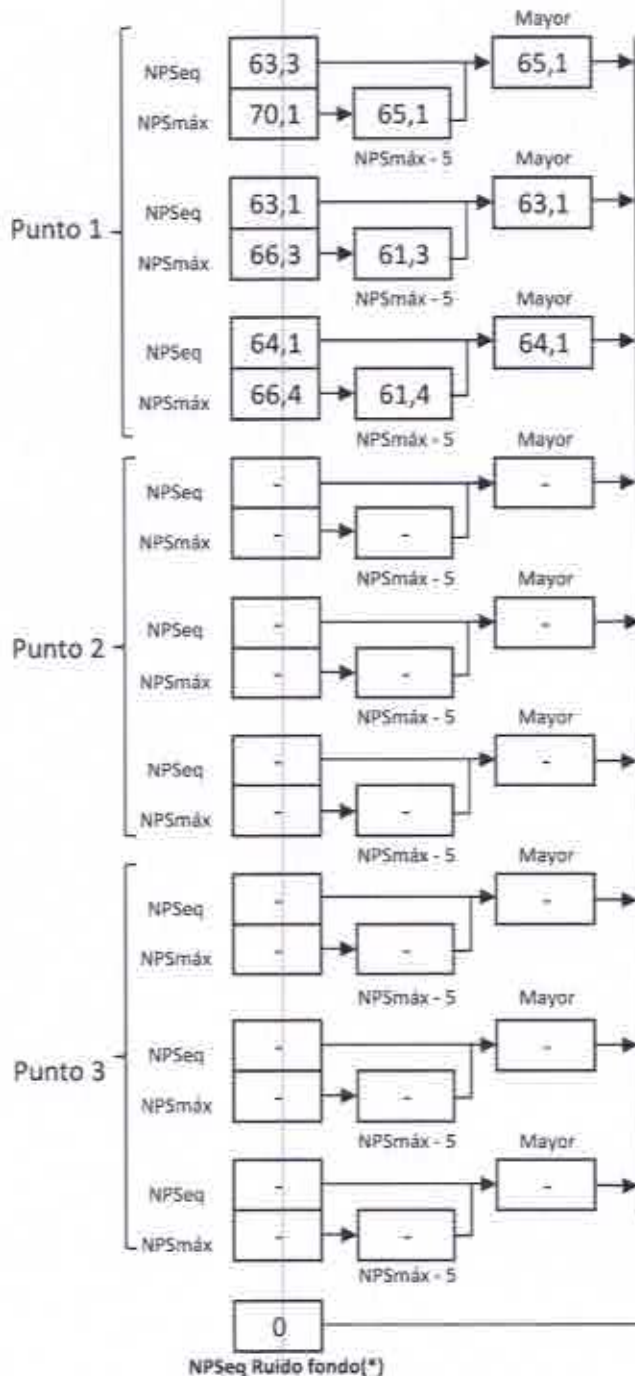 Mayor
NPSeq 63,3 65,1
NPSmáx 70,1 65,1
NPSmáx - 5
Mayor
Punto 1
NPSeq 63,1 63,1
NPSmáx 66,3 61,3
NPSmáx - 5
Mayor
NPSeq 64,1 64,1
NPSmáx 66,4 61,4
NPSmáx - 5
Mayor
NPSeq - -
NPSmáx - -
NPSmáx - 5
Mayor
Punto 2
NPSeq - -
NPSmáx - -
NPSmáx - 5
Mayor
NPSeq - -
NPSmáx - -
NPSmáx - 5
Mayor
NPSeq - -
NPSmáx - -
NPSmáx - 5
Mayor
Punto 3
NPSeq - -
NPSmáx - -
NPSmáx - 5
Mayor
NPSeq - -
NPSmáx - -
NPSmáx - 5
0
NPSeq Ruido fondo(*)